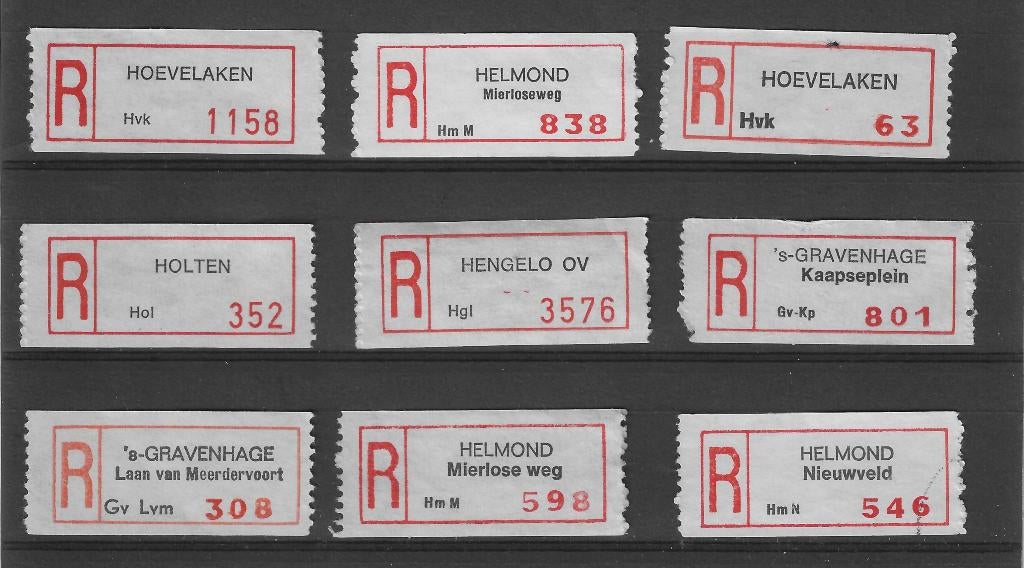 R HOEVELAKEN
Hvk 1158
R HELMOND
Mierloseweg
Hm M 838
R HOEVELAKEN
Hvk 63
R HOLTEN
Hol 352
R HENGELO OV
Hgl 3576
R 's-GRAVENHAGE
Kaapseplein
Gv-Kp 801
R 's-GRAVENHAGE
Laan van Meerdervoort
Gv Lvm 308
R HELMOND
Mierlose weg
Hm M 598
R HELMOND
Nieuwveld
Hm N 546